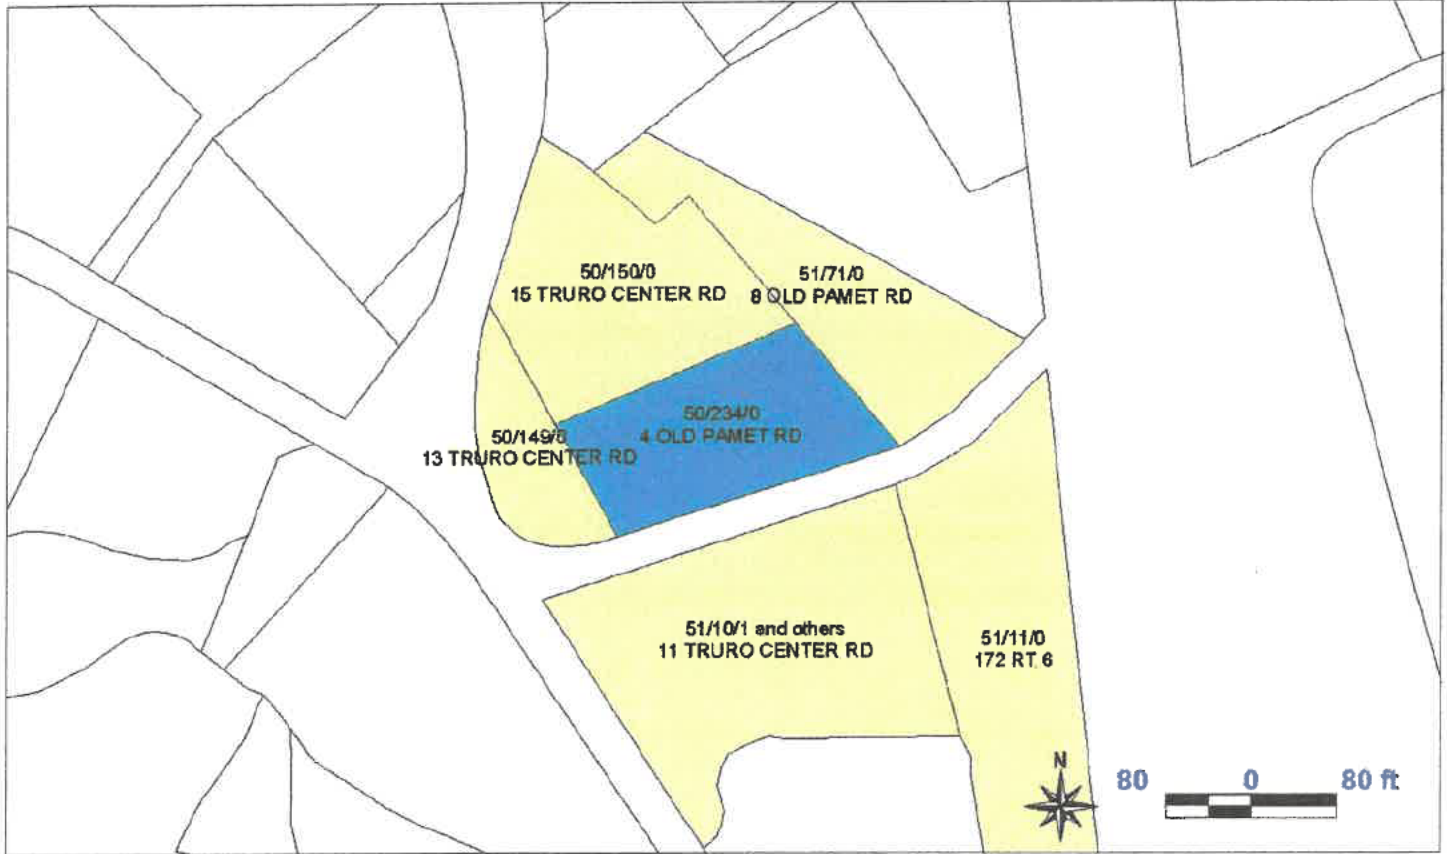 50/150/0
15 TRURO CENTER RD
51/71/0
8 OLD PAMET RD
50/234/0
4 OLD PAMET RD
50/149/0
13 TRURO CENTER RD
51/10/1 and others
11 TRURO CENTER RD
51/11/0
172 RT 6
N
80 0 80 ft